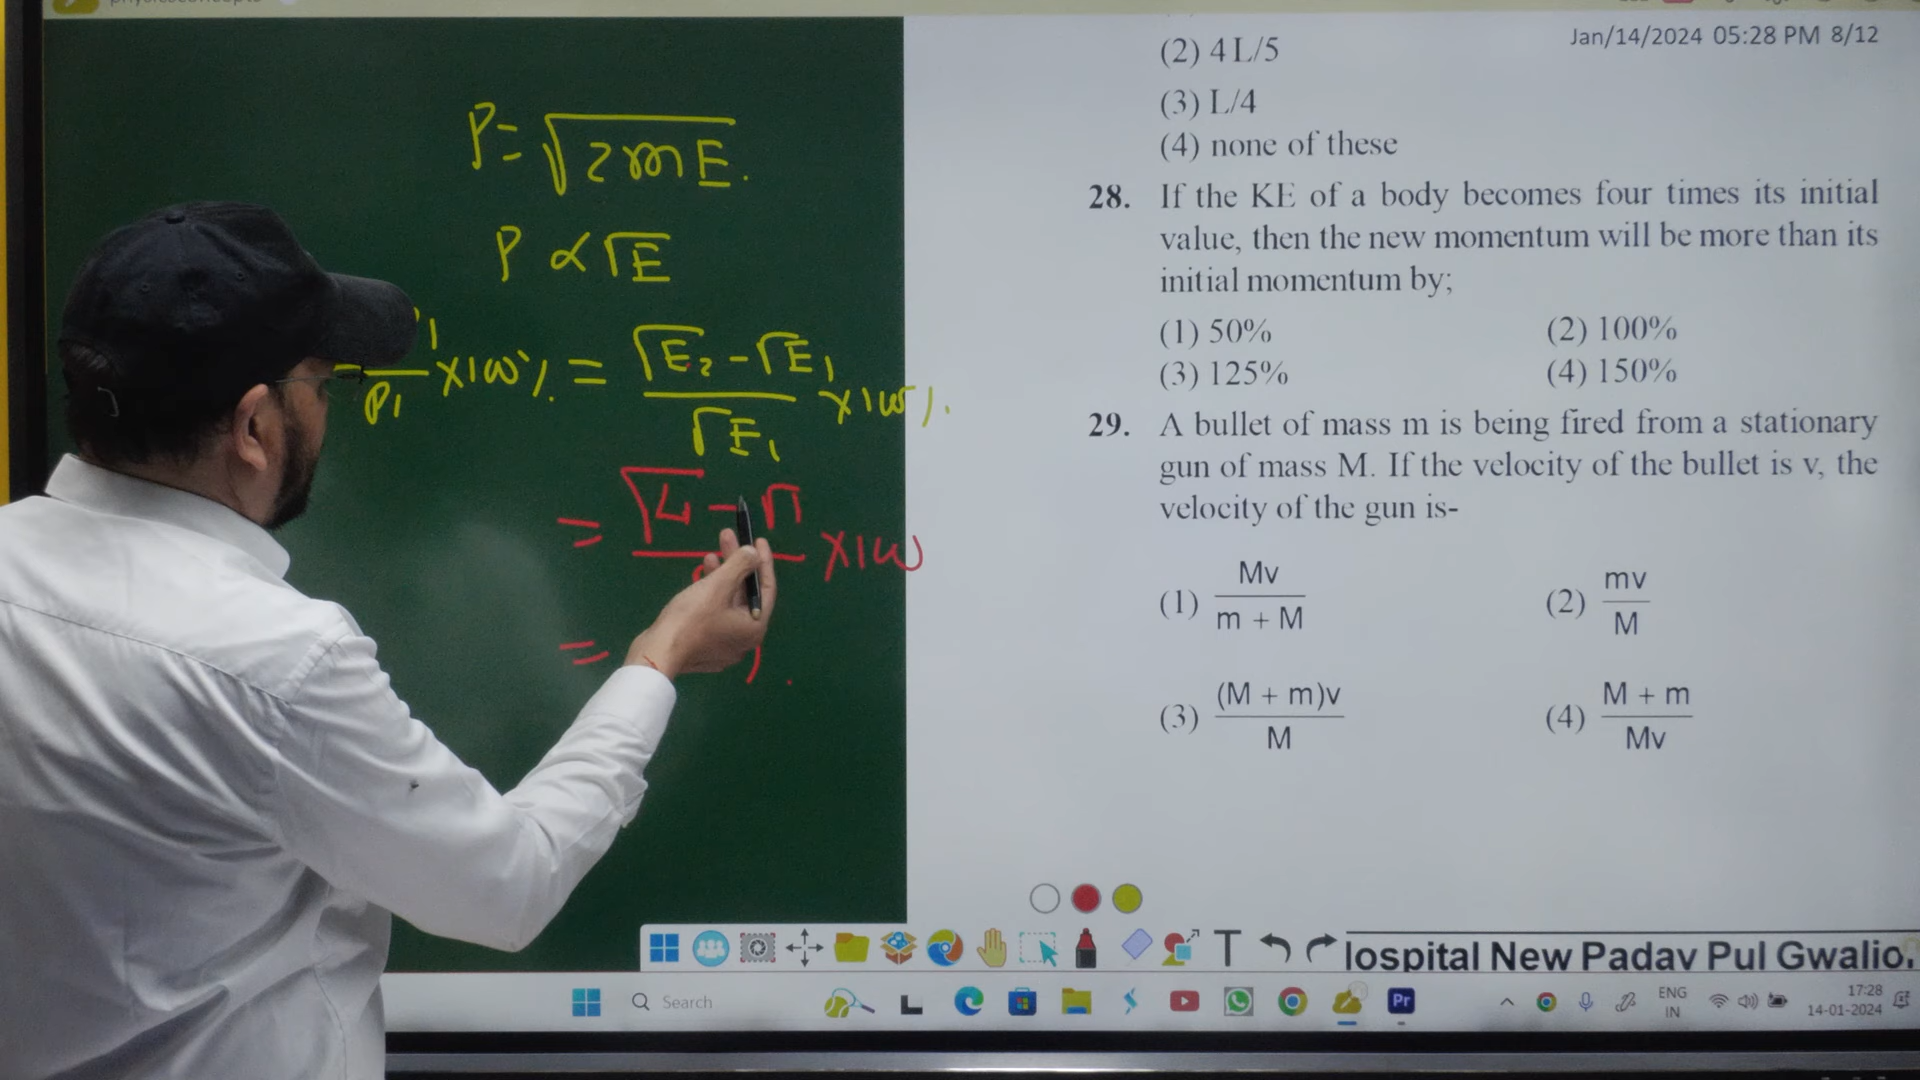 P = √2mE.
P ∝ √E
P₁ ×100% = √E₂ - √E₁ / √E₁ ×100%.
= √4 - √1 ×100
=
Jan/14/2024 05:28 PM 8/12
(2) 4L/5
(3) L/4
(4) none of these
28. If the KE of a body becomes four times its initial
value, then the new momentum will be more than its
initial momentum by;
(1) 50% (2) 100%
(3) 125% (4) 150%
29. A bullet of mass m is being fired from a stationary
gun of mass M. If the velocity of the bullet is v, the
velocity of the gun is-
(1) Mv / m + M (2) mv / M
(3) (M + m)v / M (4) M + m / Mv
T lospital New Padav Pul Gwalio.
Search Pr ENG 17:28
IN 14-01-2024